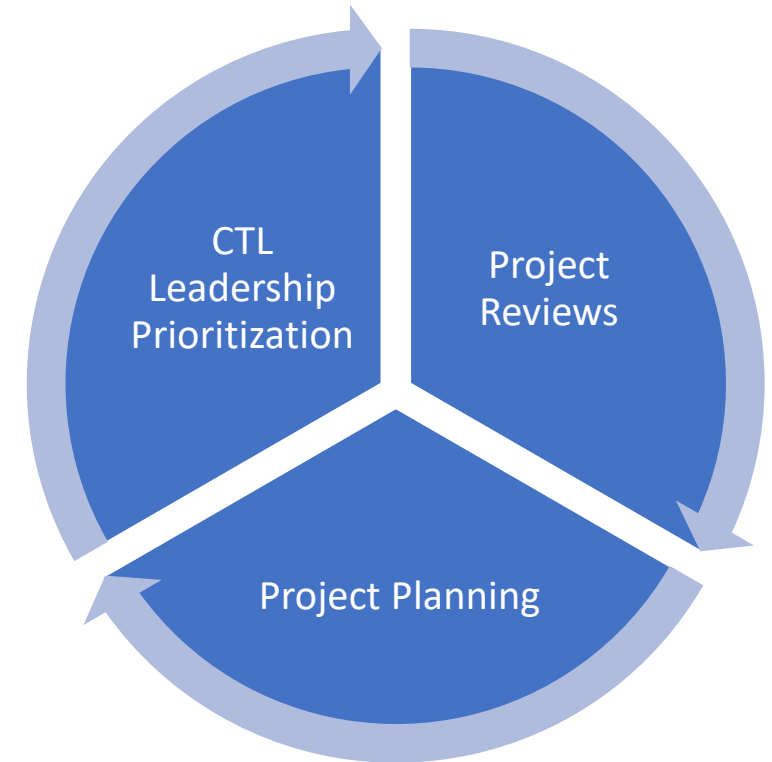 CTL
Leadership
Prioritization
Project
Reviews
Project Planning